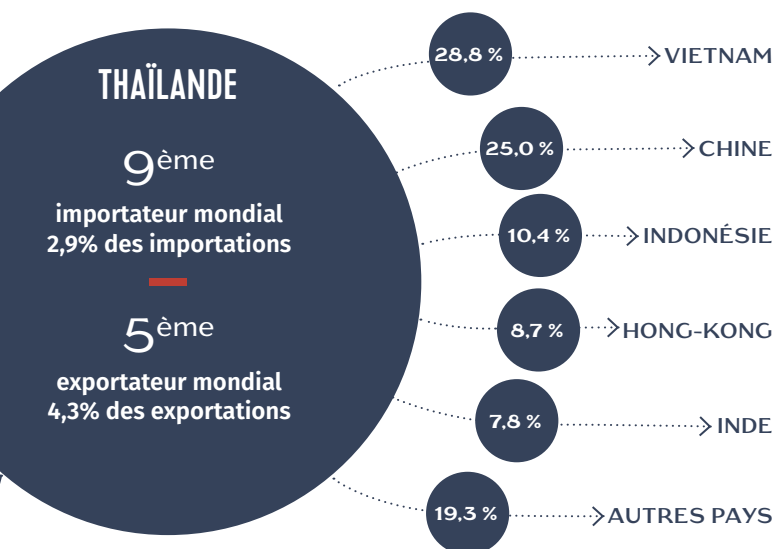 THAÏLANDE
9ème
importateur mondial
2,9% des importations
5ème
exportateur mondial
4,3% des exportations
28,8 % VIETNAM
25,0 % CHINE
10,4 % INDONÉSIE
8,7 % HONG-KONG
7,8 % INDE
19,3 % AUTRES PAYS